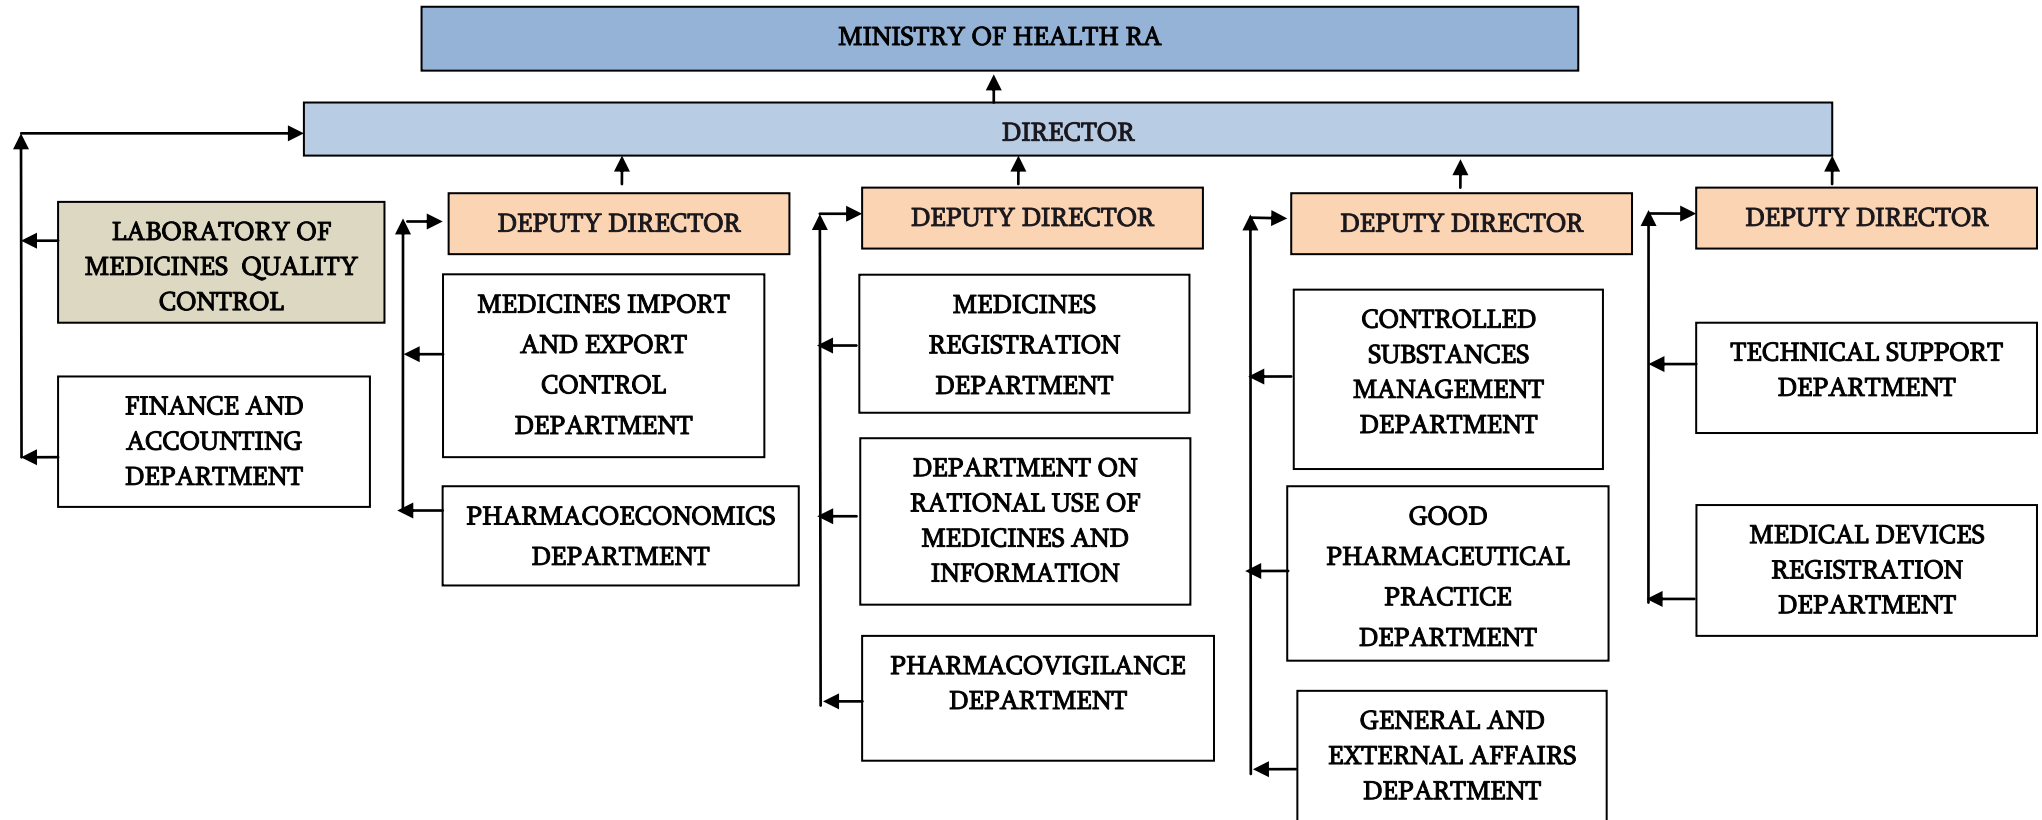 MINISTRY OF HEALTH RA
DIRECTOR
LABORATORY OF
MEDICINES QUALITY
CONTROL
FINANCE AND
ACCOUNTING
DEPARTMENT
DEPUTY DIRECTOR
MEDICINES IMPORT
AND EXPORT
CONTROL
DEPARTMENT
PHARMACOECONOMICS
DEPARTMENT
DEPUTY DIRECTOR
MEDICINES
REGISTRATION
DEPARTMENT
DEPARTMENT ON
RATIONAL USE OF
MEDICINES AND
INFORMATION
PHARMACOVIGILANCE
DEPARTMENT
DEPUTY DIRECTOR
CONTROLLED
SUBSTANCES
MANAGEMENT
DEPARTMENT
GOOD
PHARMACEUTICAL
PRACTICE
DEPARTMENT
GENERAL AND
EXTERNAL AFFAIRS
DEPARTMENT
DEPUTY DIRECTOR
TECHNICAL SUPPORT
DEPARTMENT
MEDICAL DEVICES
REGISTRATION
DEPARTMENT